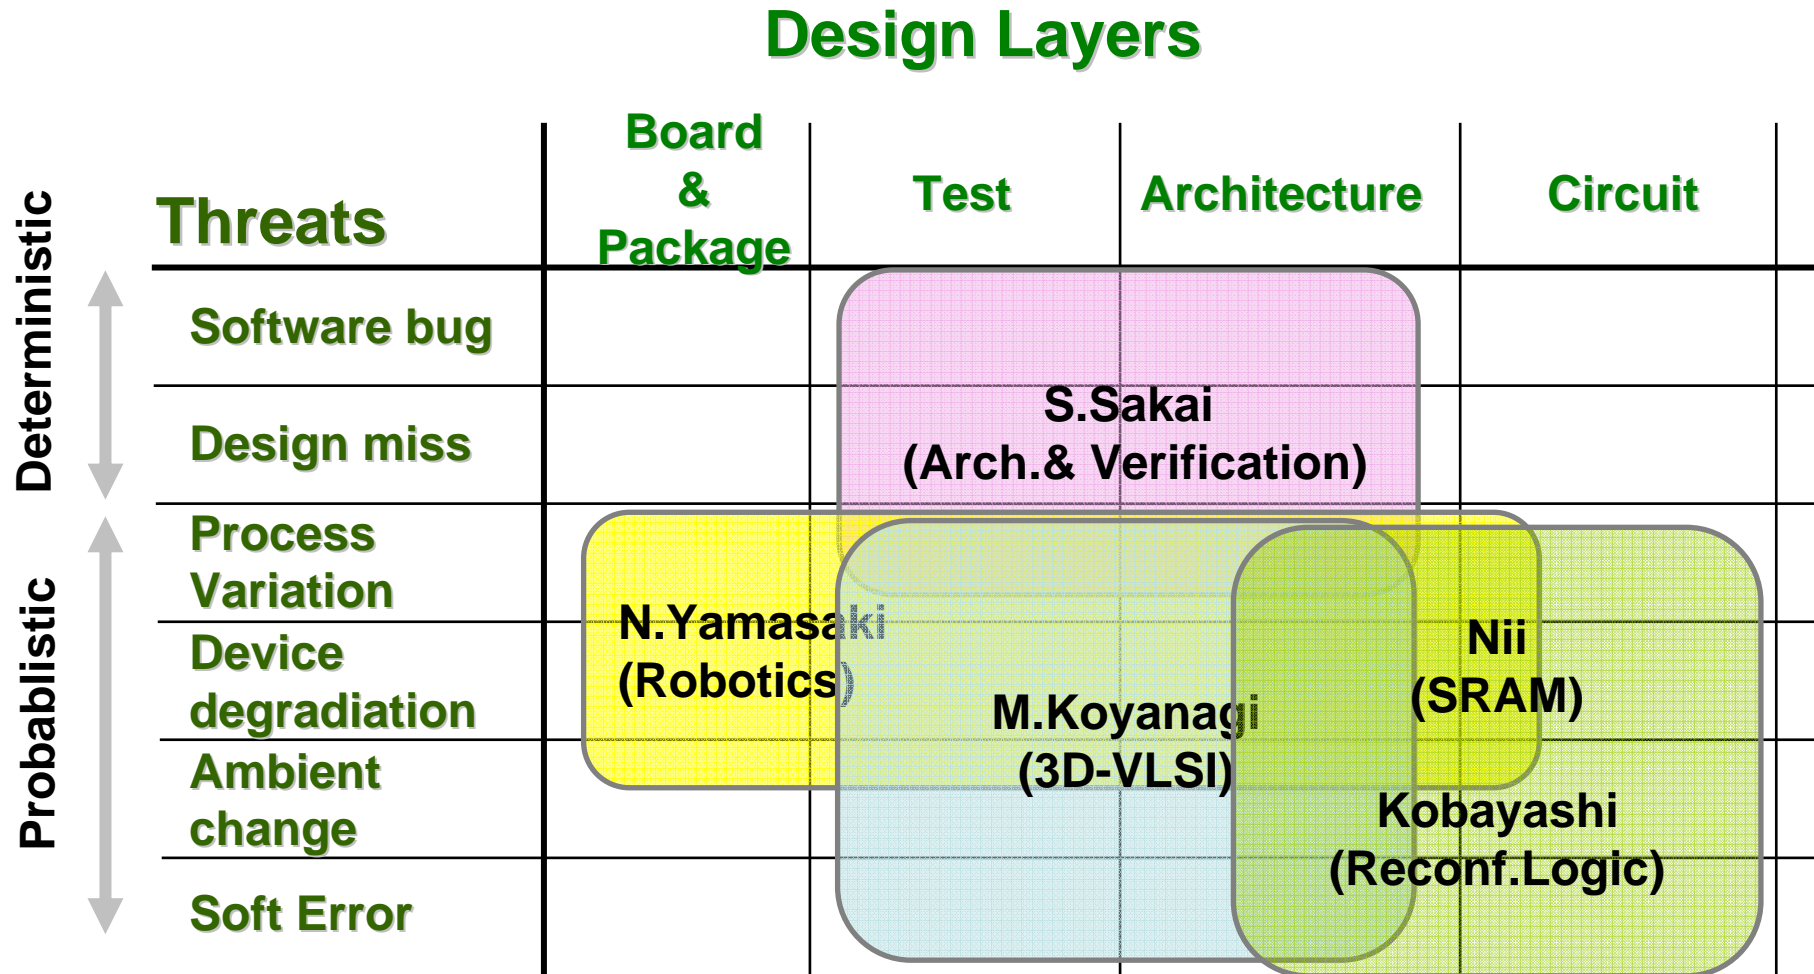 Design Layers
Board
&
Package
Test
Architecture
Circuit
Threats
Deterministic
Software bug
Design miss
S.Sakai
(Arch.& Verification)
Probablistic
Process
Variation
Device
degradiation
Ambient
change
Soft Error
N.Yamasaki
(Robotics)
M.Koyanagi
(3D-VLSI)
Nii
(SRAM)
Kobayashi
(Reconf.Logic)